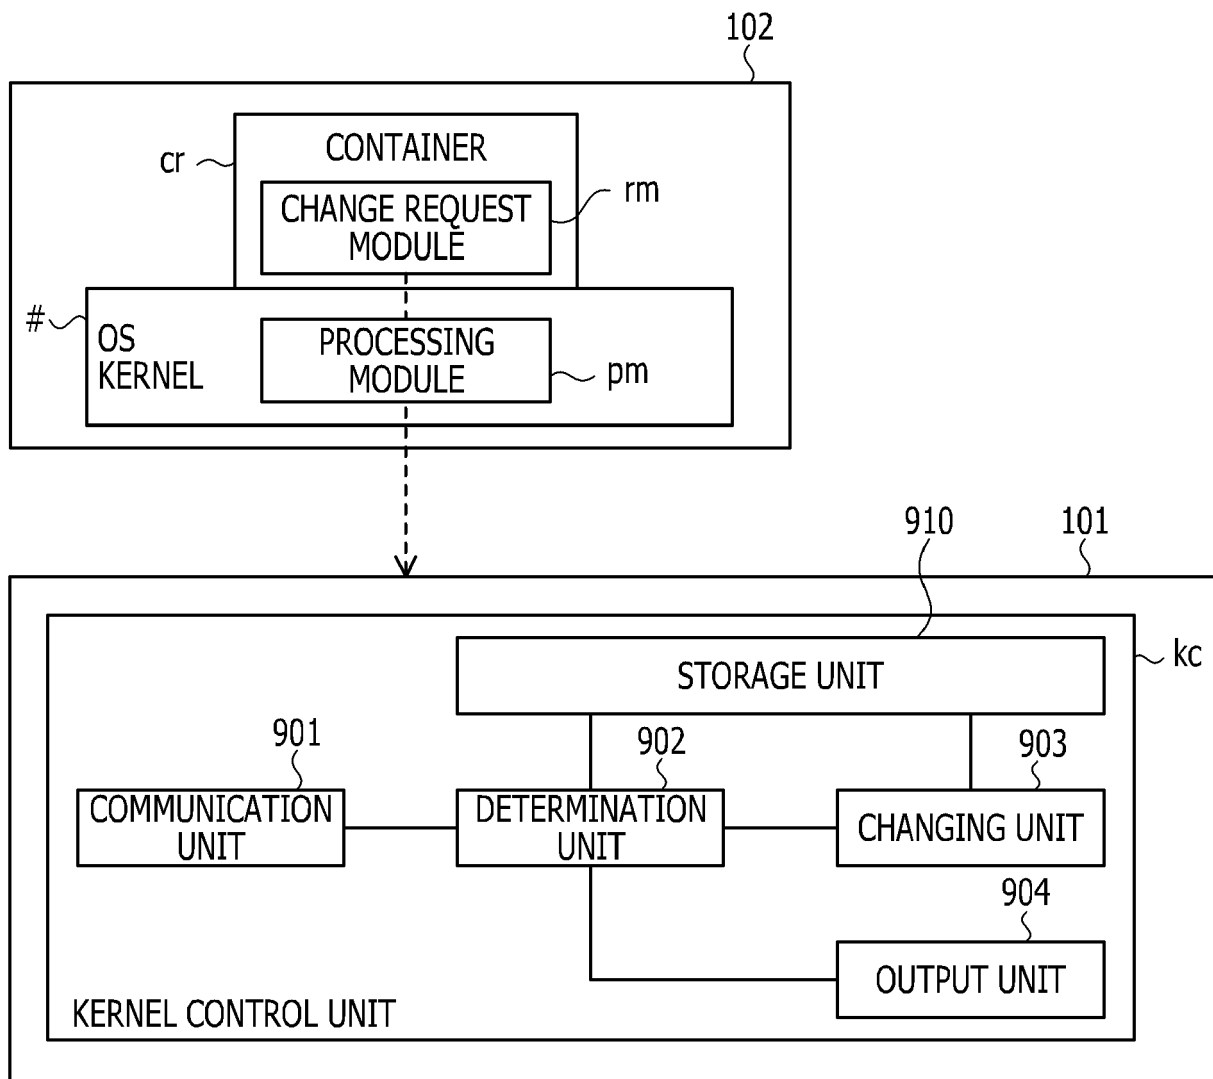 102
CONTAINER
cr
CHANGE REQUEST
MODULE
rm
#
OS
KERNEL
PROCESSING
MODULE
pm
910
101
STORAGE UNIT
kc
901
902
903
COMMUNICATION
UNIT
DETERMINATION
UNIT
CHANGING UNIT
904
OUTPUT UNIT
KERNEL CONTROL UNIT